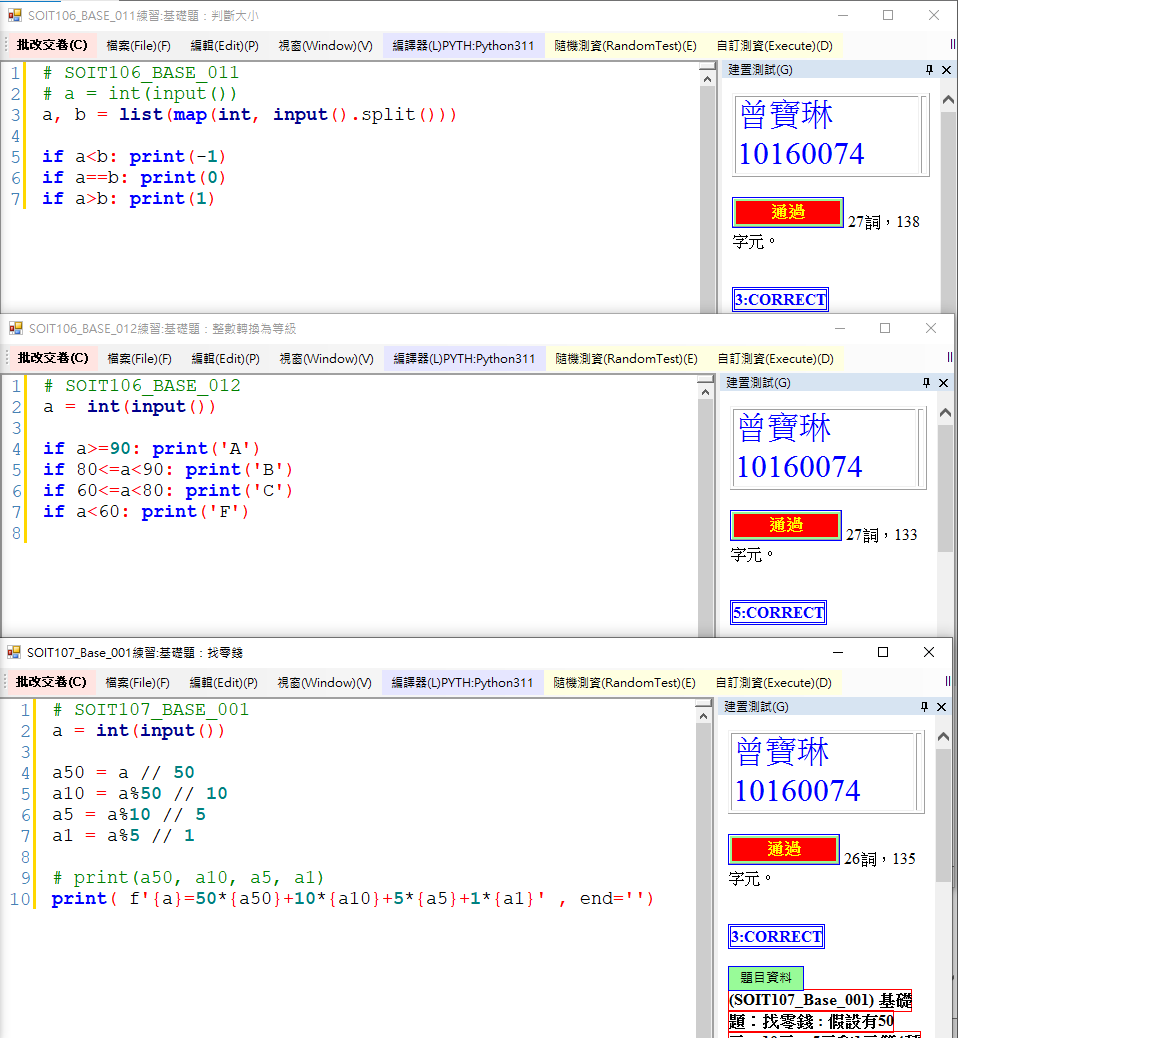 SOIT106_BASE_011練習:基礎題：判斷大小
批改交卷(C) 檔案(File)(F) 編輯(Edit)(P) 視窗(Window)(V) 編譯器(L)PYTH:Python311 隨機測資(RandomTest)(E) 自訂測資(Execute)(D)
1 # SOIT106_BASE_011
2 # a = int(input())
3 a, b = list(map(int, input().split()))
4
5 if a<b: print(-1)
6 if a==b: print(0)
7 if a>b: print(1)
建置測試(G)
曾寶琳
10160074
通過 27詞，138
字元。
3:CORRECT
SOIT106_BASE_012練習:基礎題：整數轉換為等級
批改交卷(C) 檔案(File)(F) 編輯(Edit)(P) 視窗(Window)(V) 編譯器(L)PYTH:Python311 隨機測資(RandomTest)(E) 自訂測資(Execute)(D)
1 # SOIT106_BASE_012
2 a = int(input())
3
4 if a>=90: print('A')
5 if 80<=a<90: print('B')
6 if 60<=a<80: print('C')
7 if a<60: print('F')
8
建置測試(G)
曾寶琳
10160074
通過 27詞，133
字元。
5:CORRECT
SOIT107_Base_001練習:基礎題：找零錢
批改交卷(C) 檔案(File)(F) 編輯(Edit)(P) 視窗(Window)(V) 編譯器(L)PYTH:Python311 隨機測資(RandomTest)(E) 自訂測資(Execute)(D)
1 # SOIT107_BASE_001
2 a = int(input())
3
4 a50 = a // 50
5 a10 = a%50 // 10
6 a5 = a%10 // 5
7 a1 = a%5 // 1
8
9 # print(a50, a10, a5, a1)
10 print( f'{a}=50*{a50}+10*{a10}+5*{a5}+1*{a1}' , end='')
建置測試(G)
曾寶琳
10160074
通過 26詞，135
字元。
3:CORRECT
題目資料
(SOIT107_Base_001) 基礎
題：找零錢 : 假設有50